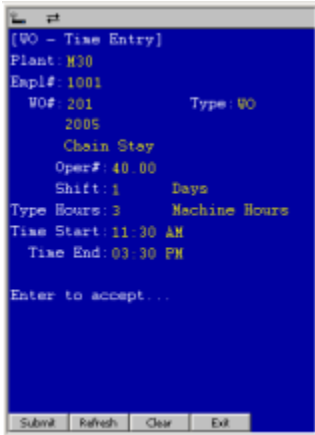 [WO - Time Entry]
Plant: M30
Empl#: 1001
WO#: 201 Type: WO
2005
Chain Stay
Oper#: 40.00
Shift: 1 Days
Type Hours: 3 Machine Hours
Time Start: 11:30 AM
Time End: 03:30 PM
Enter to accept...
Submit Refresh Clear Exit